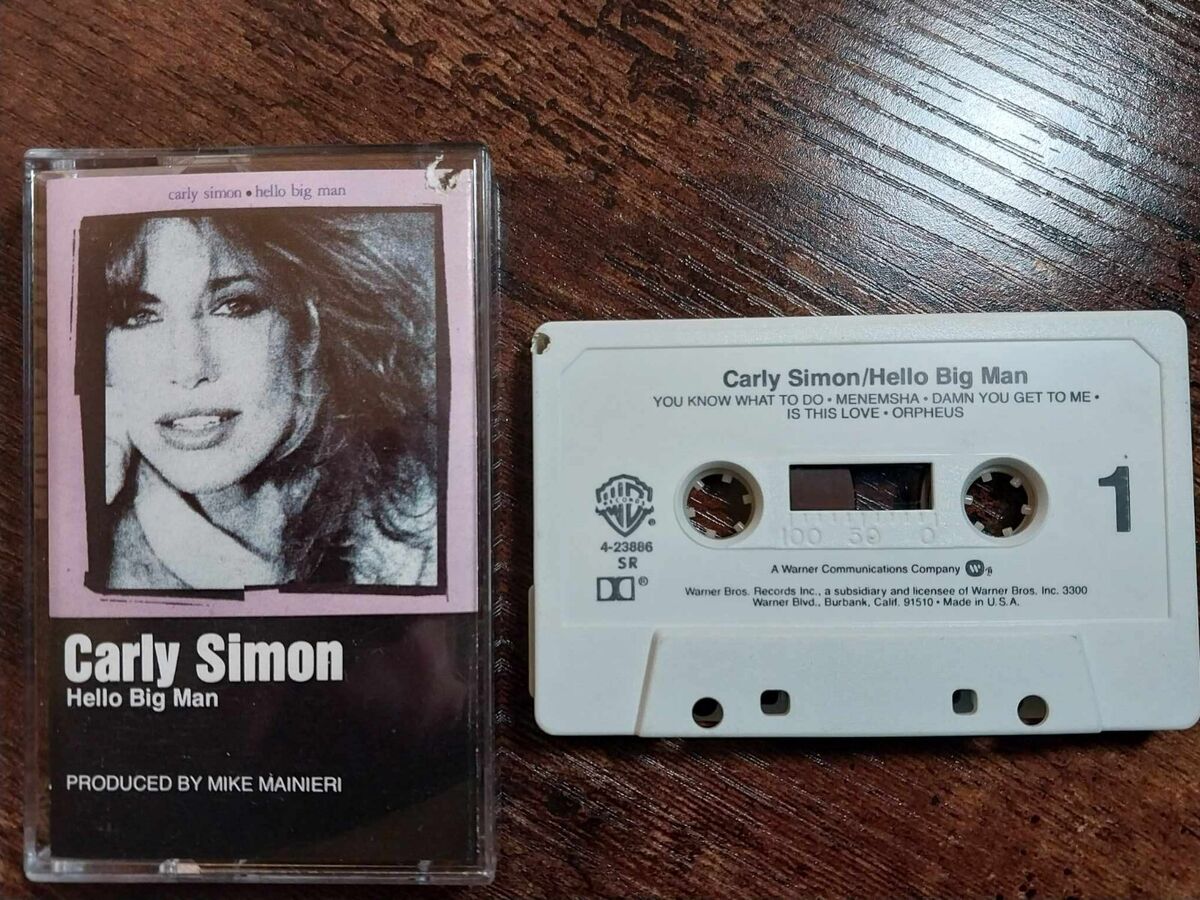 carly simon • hello big man
Carly Simon
Hello Big Man
PRODUCED BY MIKE MAINIERI
Carly Simon/Hello Big Man
YOU KNOW WHAT TO DO • MENEMSHA • DAMN YOU GET TO ME •
IS THIS LOVE • ORPHEUS
RECORDS
®
4-23886
SR
®
1
100 50 0
A Warner Communications Company
Warner Bros. Records Inc., a subsidiary and licensee of Warner Bros. Inc. 3300
Warner Blvd., Burbank, Calif. 91510 • Made in U.S.A.